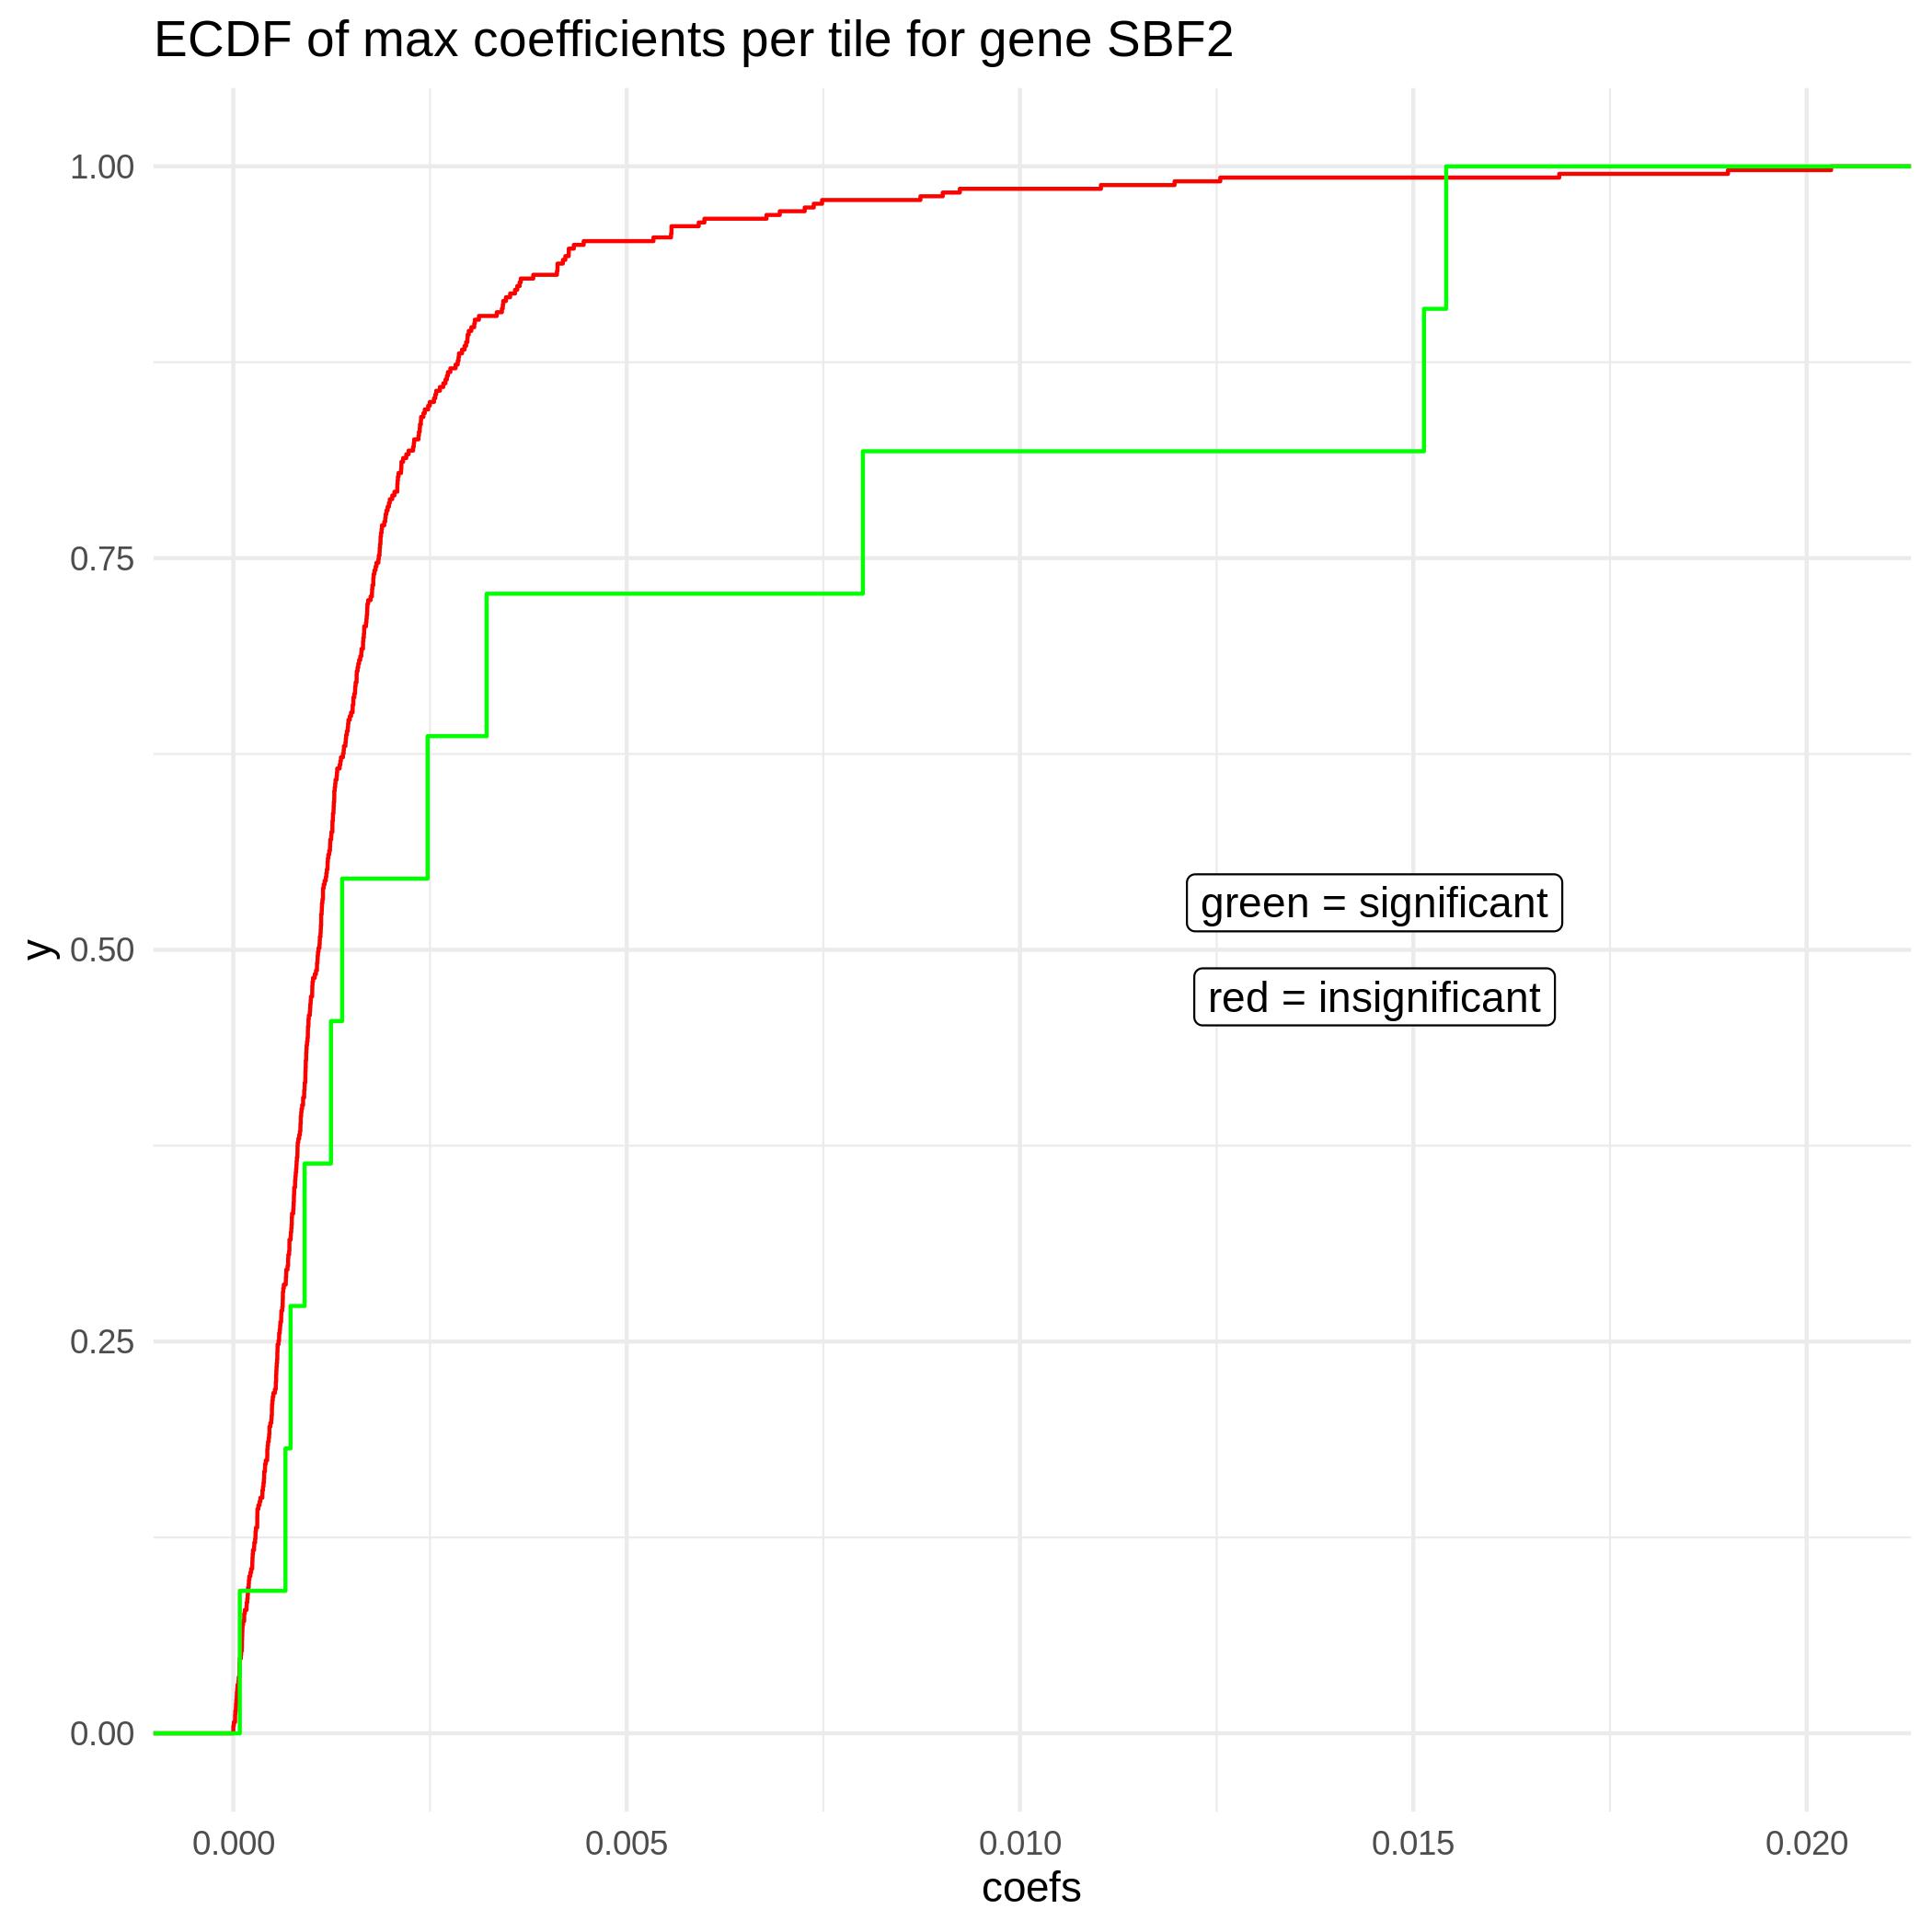 ECDF of max coefficients per tile for gene SBF2
1.00
0.75
0.50
0.25
0.00
y
green = significant
red = insignificant
0.000 0.005 0.010 0.015 0.020
coefs